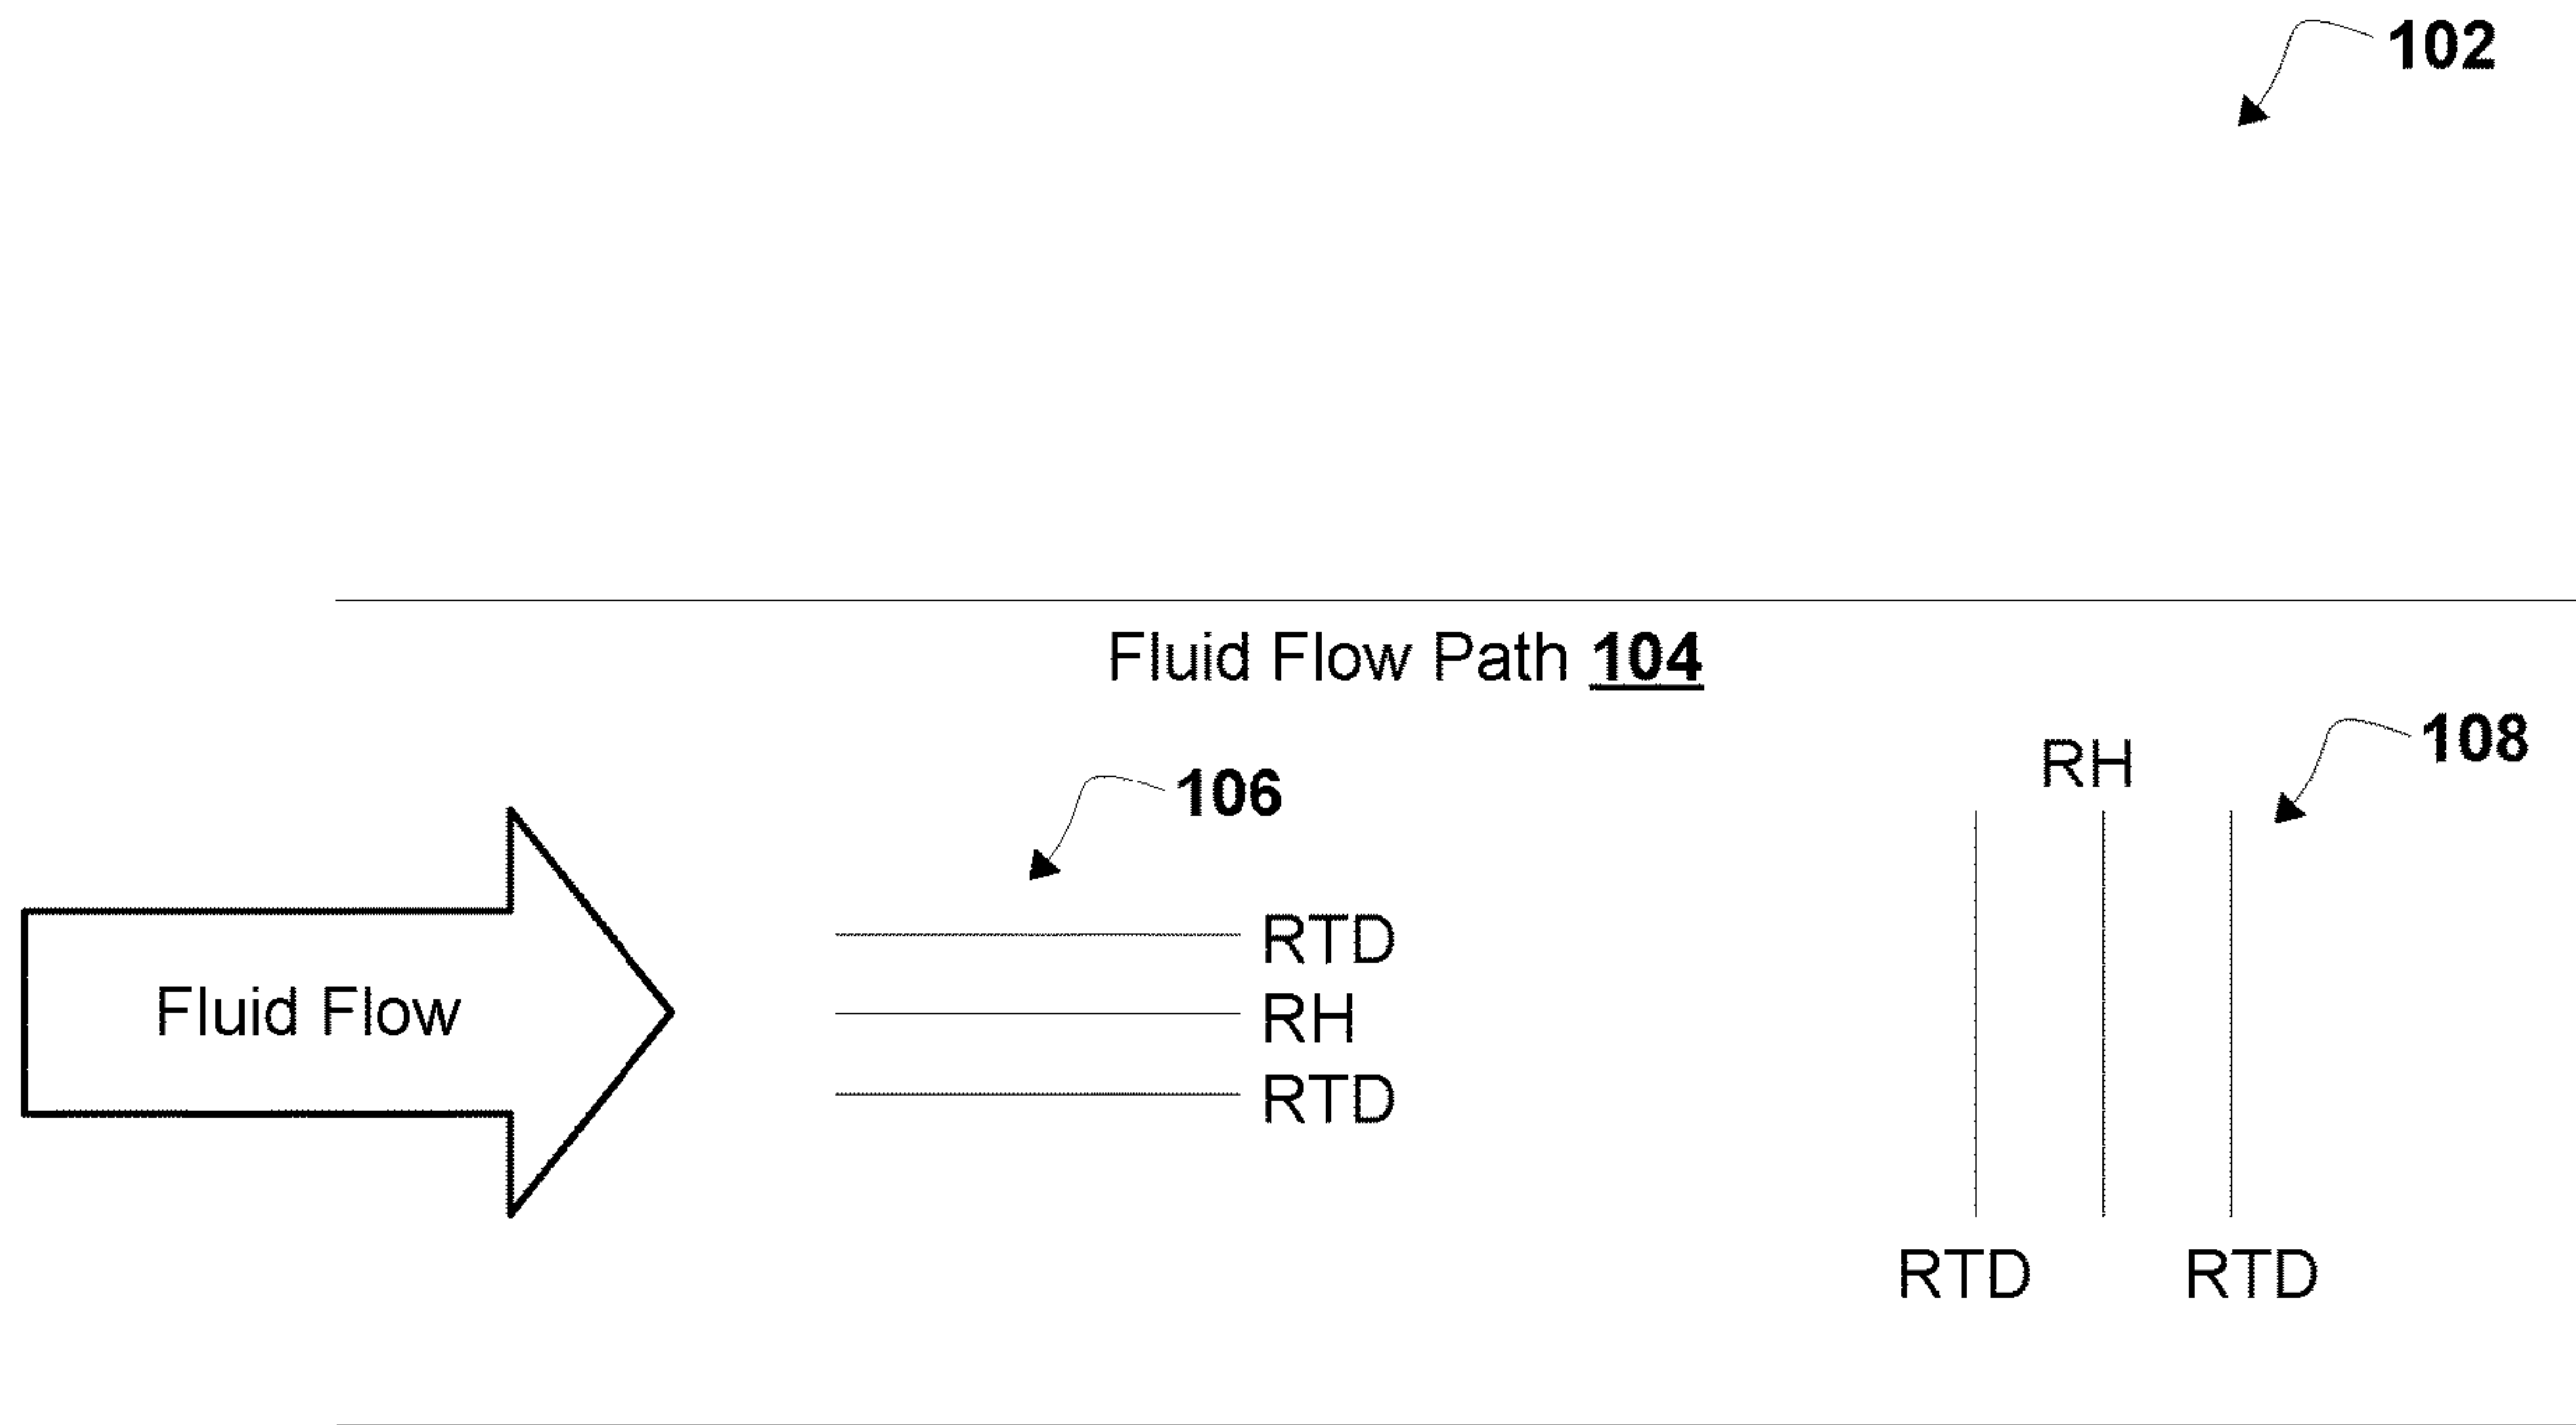 102
Fluid Flow Path 104
108
RH
106
RTD
Fluid Flow
RH
RTD
RTD RTD